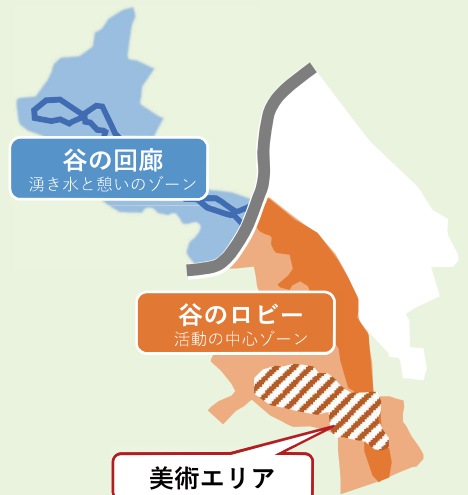 谷の回廊
湧き水と憩いのゾーン
谷のロビー
活動の中心ゾーン
美術エリア